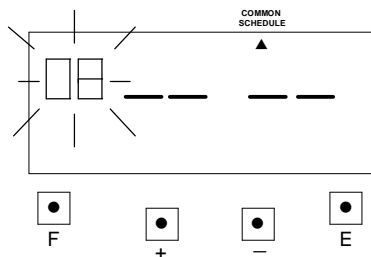 COMMON
SCHEDULE
08 -- --
F + - E